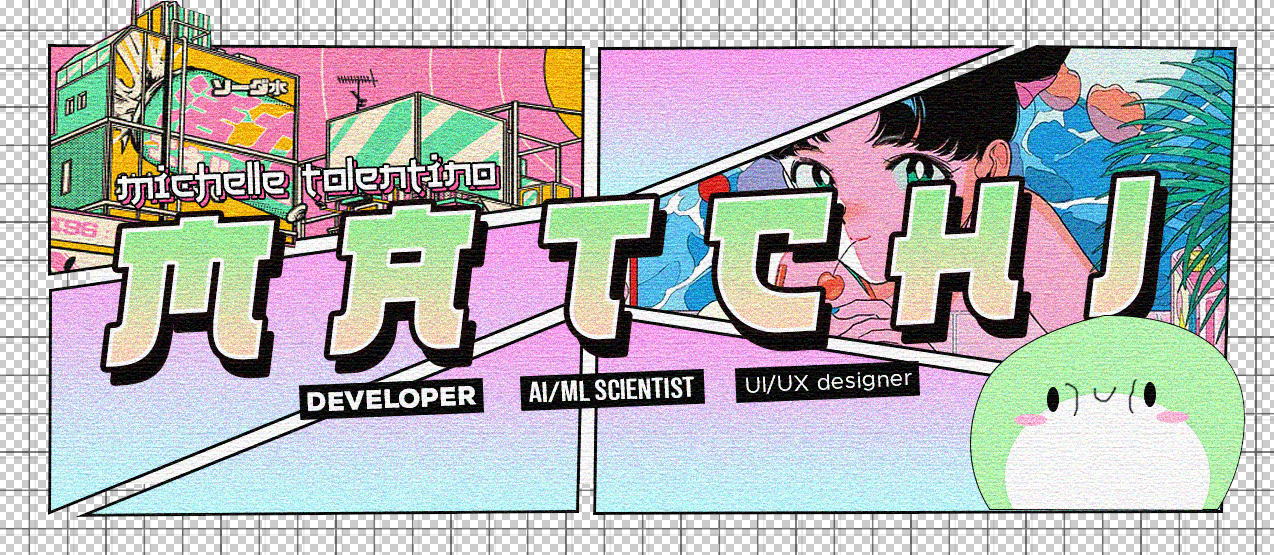 ソーダ水
michelle tolentino
MATCHI
DEVELOPER
AI/ML SCIENTIST
UI/UX designer